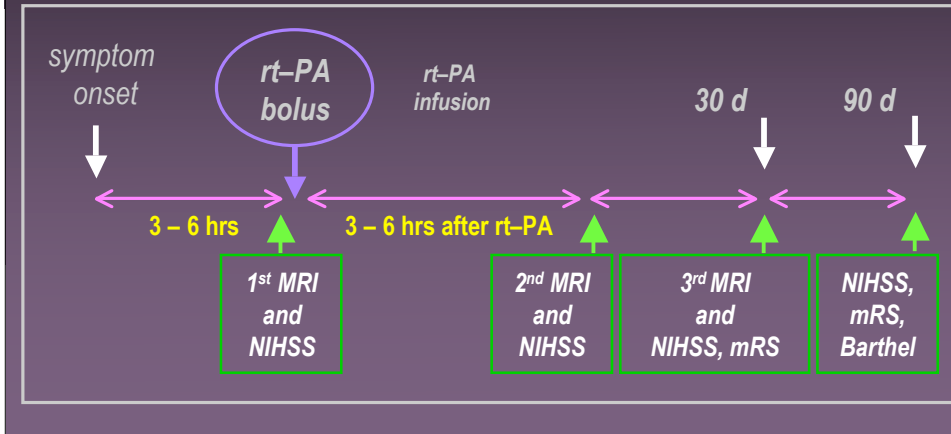 symptom
onset
rt–PA
bolus
rt–PA
infusion
30 d
90 d
3 – 6 hrs
3 – 6 hrs after rt–PA
1st MRI
and
NIHSS
2nd MRI
and
NIHSS
3rd MRI
and
NIHSS, mRS
NIHSS,
mRS,
Barthel